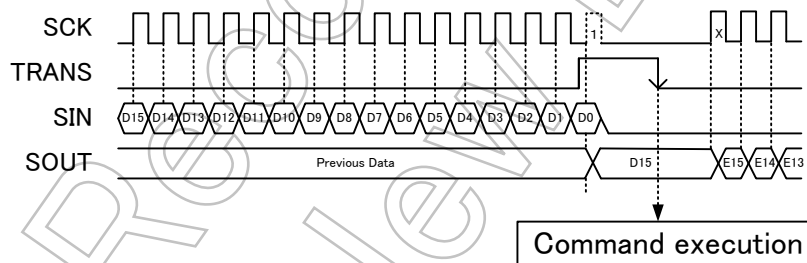 SCK
1
X
TRANS
SIN
D15 D14 D13 D12 D11 D10 D9 D8 D7 D6 D5 D4 D3 D2 D1 D0
SOUT
Previous Data
D15
E15 E14 E13
Command execution